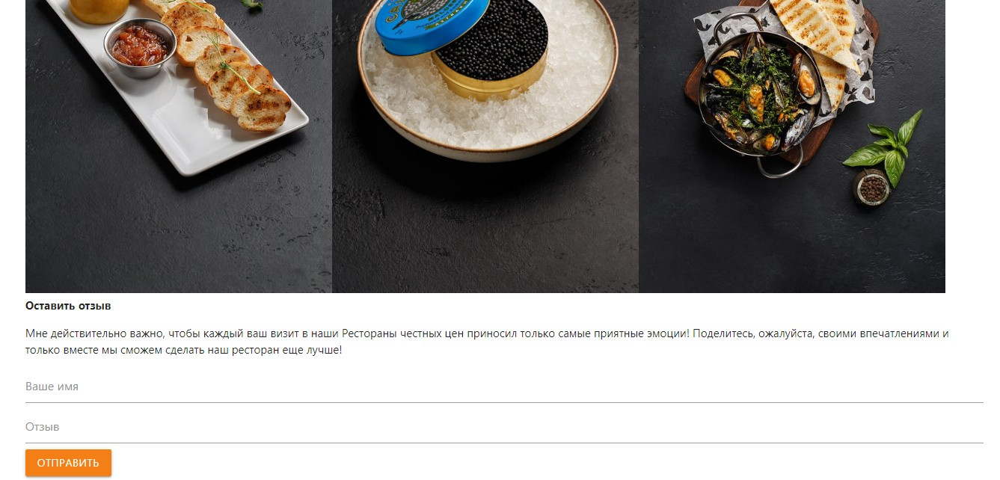 Оставить отзыв
Мне действительно важно, чтобы каждый ваш визит в наши Рестораны честных цен приносил только самые приятные эмоции! Поделитесь, ожалуйста, своими впечатлениями и
только вместе мы сможем сделать наш ресторан еще лучше!
Ваше имя
Отзыв
ОТПРАВИТЬ